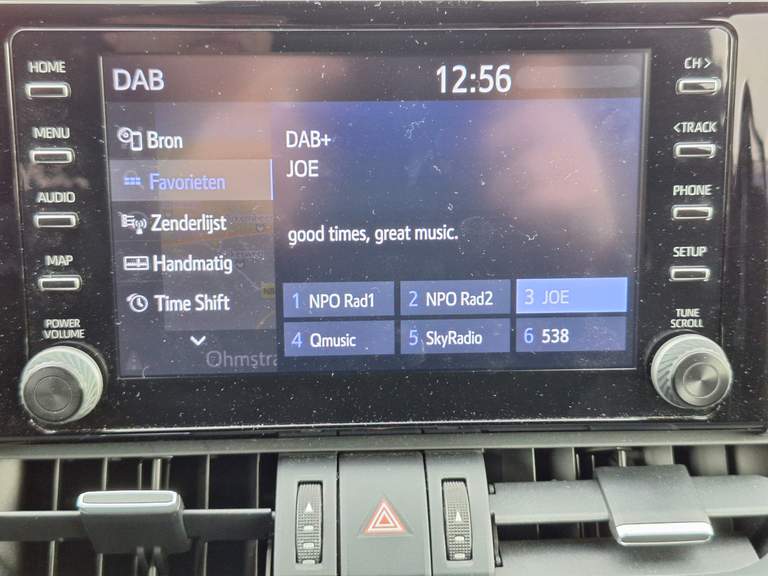 HOME
MENU
AUDIO
MAP
POWER
VOLUME
DAB
12:56
Bron
Favorieten
Zenderlijst
Handmatig
Time Shift
DAB+
JOE
good times, great music.
1 NPO Rad1
2 NPO Rad2
3 JOE
4 Qmusic
5 SkyRadio
6 538
Ohmstra
CH >
< TRACK
PHONE
SETUP
TUNE
SCROLL